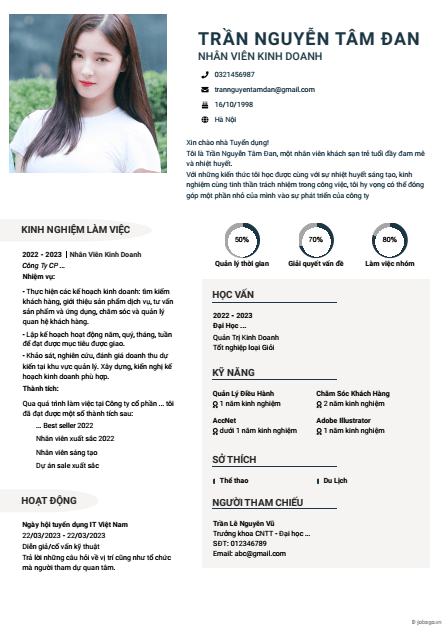 TRẦN NGUYỄN TÂM ĐAN
NHÂN VIÊN KINH DOANH
0321456987
trannguyentamdan@gmail.com
16/10/1998
Hà Nội
Xin chào nhà Tuyển dụng!
Tôi là Trần Nguyễn Tâm Đan, một nhân viên khách sạn trẻ tuổi đầy đam mê
và nhiệt huyết.
Với những kiến thức tôi học được cùng với sự nhiệt huyết sáng tạo, kinh
nghiệm cùng tinh thần trách nhiệm trong công việc, tôi hy vọng có thể đóng
góp một phần nhỏ của mình vào sự phát triển của công ty
KINH NGHIỆM LÀM VIỆC
2022 - 2023 | Nhân Viên Kinh Doanh
Công Ty CP ...
Nhiệm vụ:
- Thực hiện các kế hoạch kinh doanh: tìm kiếm
khách hàng, giới thiệu sản phẩm dịch vụ, tư vấn
sản phẩm và ứng dụng, chăm sóc và quản lý
quan hệ khách hàng.
- Lập kế hoạch hoạt động năm, quý, tháng, tuần
để đạt được mục tiêu được giao.
- Khảo sát, nghiên cứu, đánh giá doanh thu dự
kiến tại khu vực quản lý. Xây dựng, kiến nghị kế
hoạch kinh doanh phù hợp.
Thành tích:
Qua quá trình làm việc tại Công ty cổ phần ... tôi
đã đạt được một số thành tích sau:
... Best seller 2022
Nhân viên xuất sắc 2022
Nhân viên sáng tạo
Dự án sale xuất sắc
HOẠT ĐỘNG
Ngày hội tuyển dụng IT Việt Nam
22/03/2023 - 22/03/2023
Diễn giả/cố vấn kỹ thuật
Trả lời những câu hỏi về vị trí cũng như tổ chức
mà người tham dự quan tâm.
50% 70% 80%
Quản lý thời gian Giải quyết vấn đề Làm việc nhóm
HỌC VẤN
2022 - 2023
Đại Học ...
Quản Trị Kinh Doanh
Tốt nghiệp loại Giỏi
KỸ NĂNG
Quản Lý Điều Hành Chăm Sóc Khách Hàng
1 năm kinh nghiệm 2 năm kinh nghiệm
AccNet Adobe Illustrator
dưới 1 năm kinh nghiệm 1 năm kinh nghiệm
SỞ THÍCH
Thể thao Du Lịch
NGƯỜI THAM CHIẾU
Trần Lê Nguyên Vũ
Trưởng khoa CNTT - Đại học ...
SĐT: 012346789
Email: abc@gmail.com
© jobsgo.vn